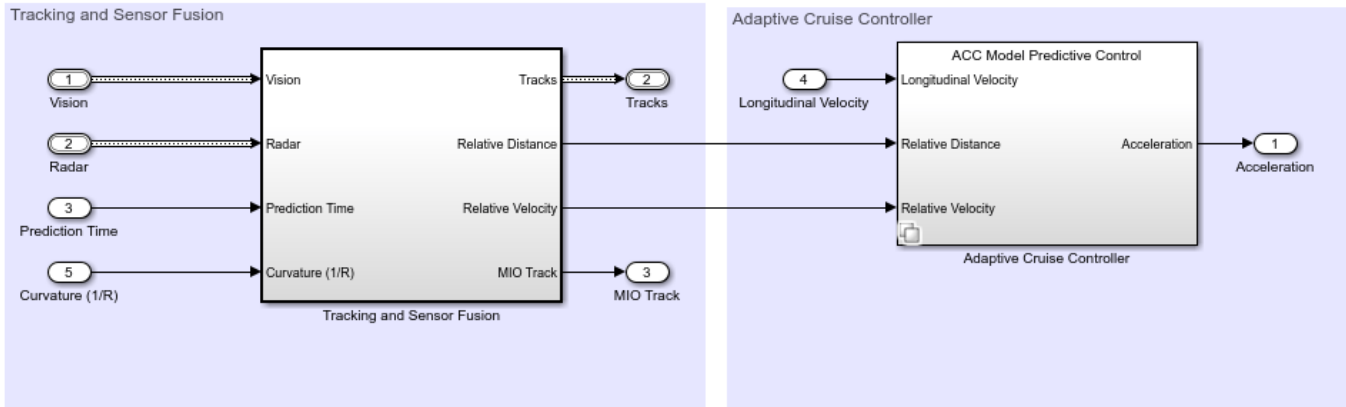 Tracking and Sensor Fusion
1
Vision
2
Radar
3
Prediction Time
5
Curvature (1/R)
Vision
Radar
Prediction Time
Curvature (1/R)
Tracks
Relative Distance
Relative Velocity
MIO Track
Tracking and Sensor Fusion
2
Tracks
3
MIO Track
Adaptive Cruise Controller
4
Longitudinal Velocity
ACC Model Predictive Control
Longitudinal Velocity
Relative Distance
Relative Velocity
Acceleration
Adaptive Cruise Controller
1
Acceleration